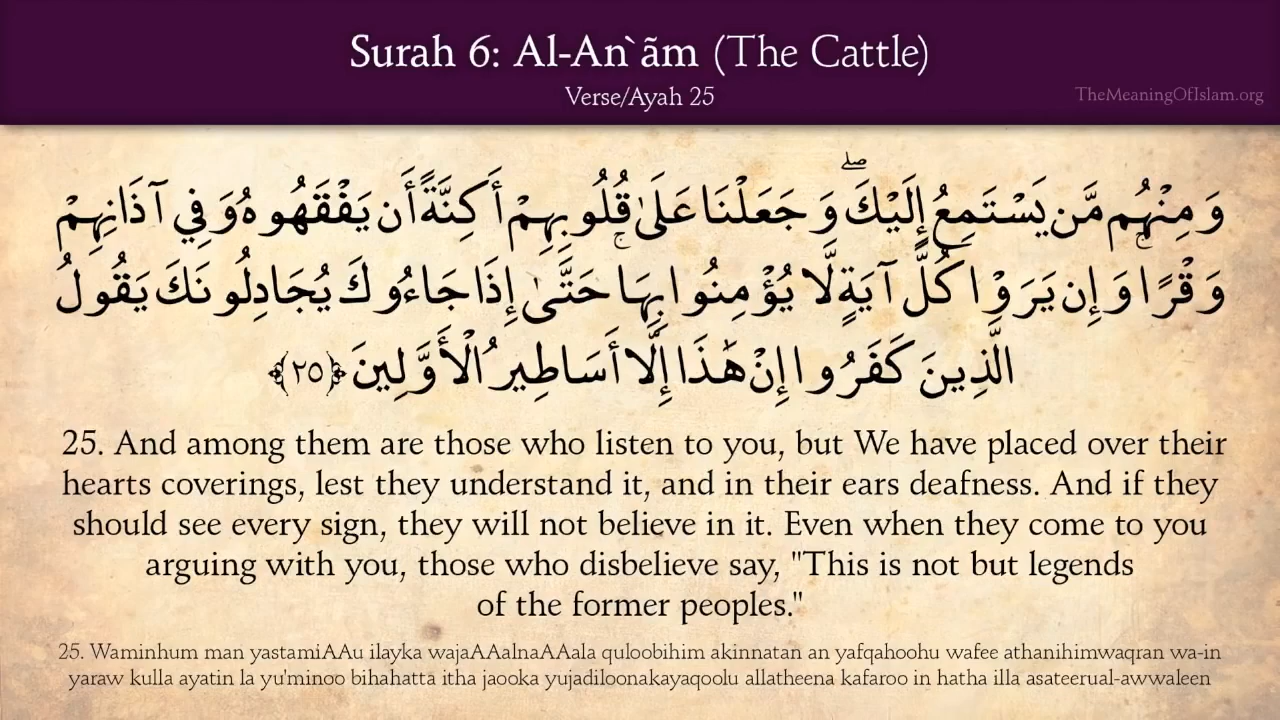 Surah 6: Al-An`ãm (The Cattle)
Verse/Ayah 25
TheMeaningOfIslam.org
وَمِنْهُم مَّن يَسْتَمِعُ إِلَيْكَ ۖ وَجَعَلْنَا عَلَىٰ قُلُوبِهِمْ أَكِنَّةً أَن يَفْقَهُوهُ وَفِي آذَانِهِمْ
وَقْرًا ۚ وَإِن يَرَوْا كُلَّ آيَةٍ لَّا يُؤْمِنُوا بِهَا ۚ حَتَّىٰ إِذَا جَاءُوكَ يُجَادِلُونَكَ يَقُولُ
الَّذِينَ كَفَرُوا إِنْ هَٰذَا إِلَّا أَسَاطِيرُ الْأَوَّلِينَ ﴿٢٥﴾
25. And among them are those who listen to you, but We have placed over their
hearts coverings, lest they understand it, and in their ears deafness. And if they
should see every sign, they will not believe in it. Even when they come to you
arguing with you, those who disbelieve say, "This is not but legends
of the former peoples."
25. Waminhum man yastamiAAu ilayka wajaAAalnaAAala quloobihim akinnatan an yafqahoohu wafee athanihimwaqran wa-in
yaraw kulla ayatin la yu'minoo bihahatta itha jaooka yujadiloonakayaqoolu allatheena kafaroo in hatha illa asateerual-awwaleen